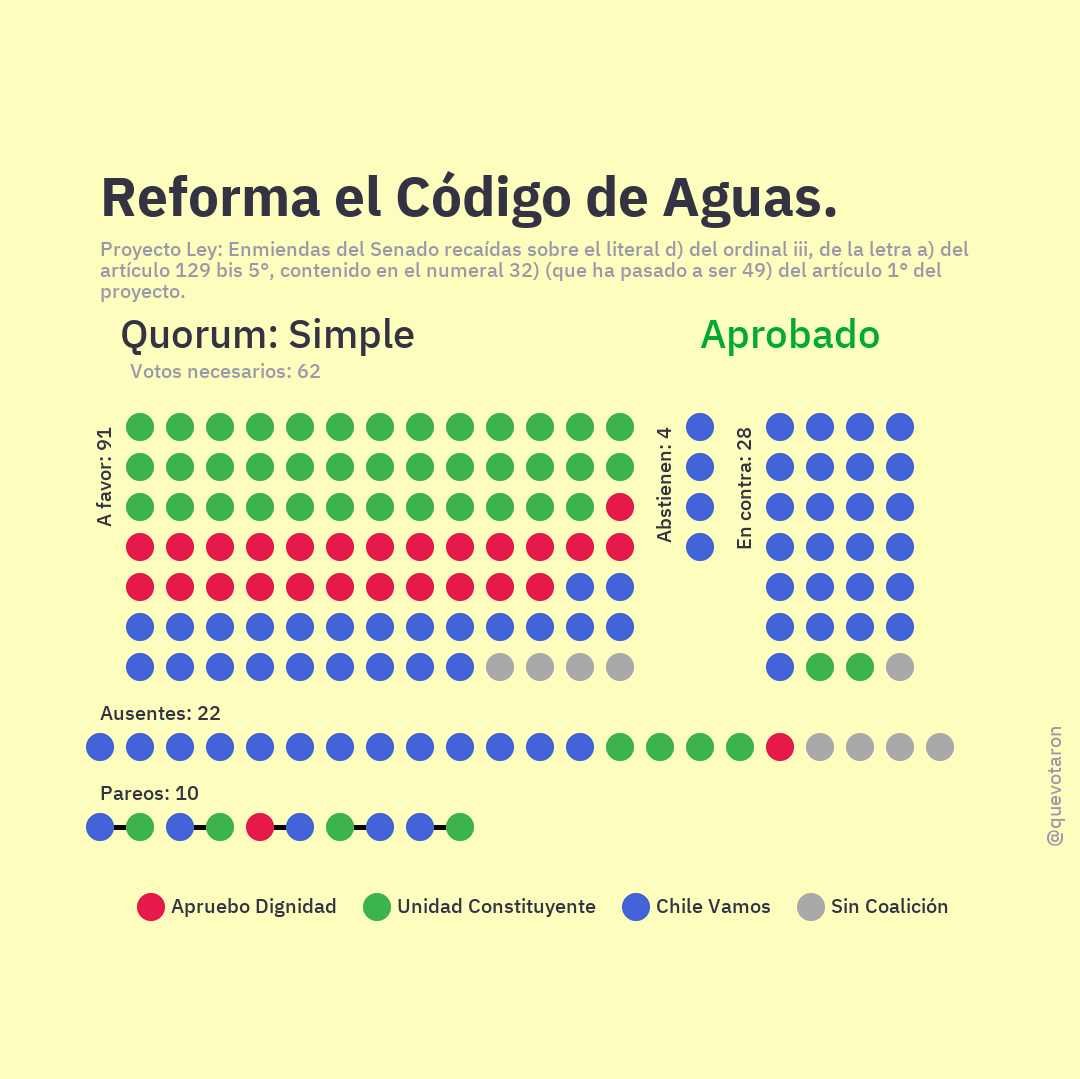 Reforma el Código de Aguas.
Proyecto Ley: Enmiendas del Senado recaídas sobre el literal d) del ordinal iii, de la letra a) del
artículo 129 bis 5°, contenido en el numeral 32) (que ha pasado a ser 49) del artículo 1° del
proyecto.
Quorum: Simple
Aprobado
Votos necesarios: 62
A favor: 91
Abstienen: 4
En contra: 28
Ausentes: 22
Pareos: 10
@quevotaron
Apruebo Dignidad
Unidad Constituyente
Chile Vamos
Sin Coalición